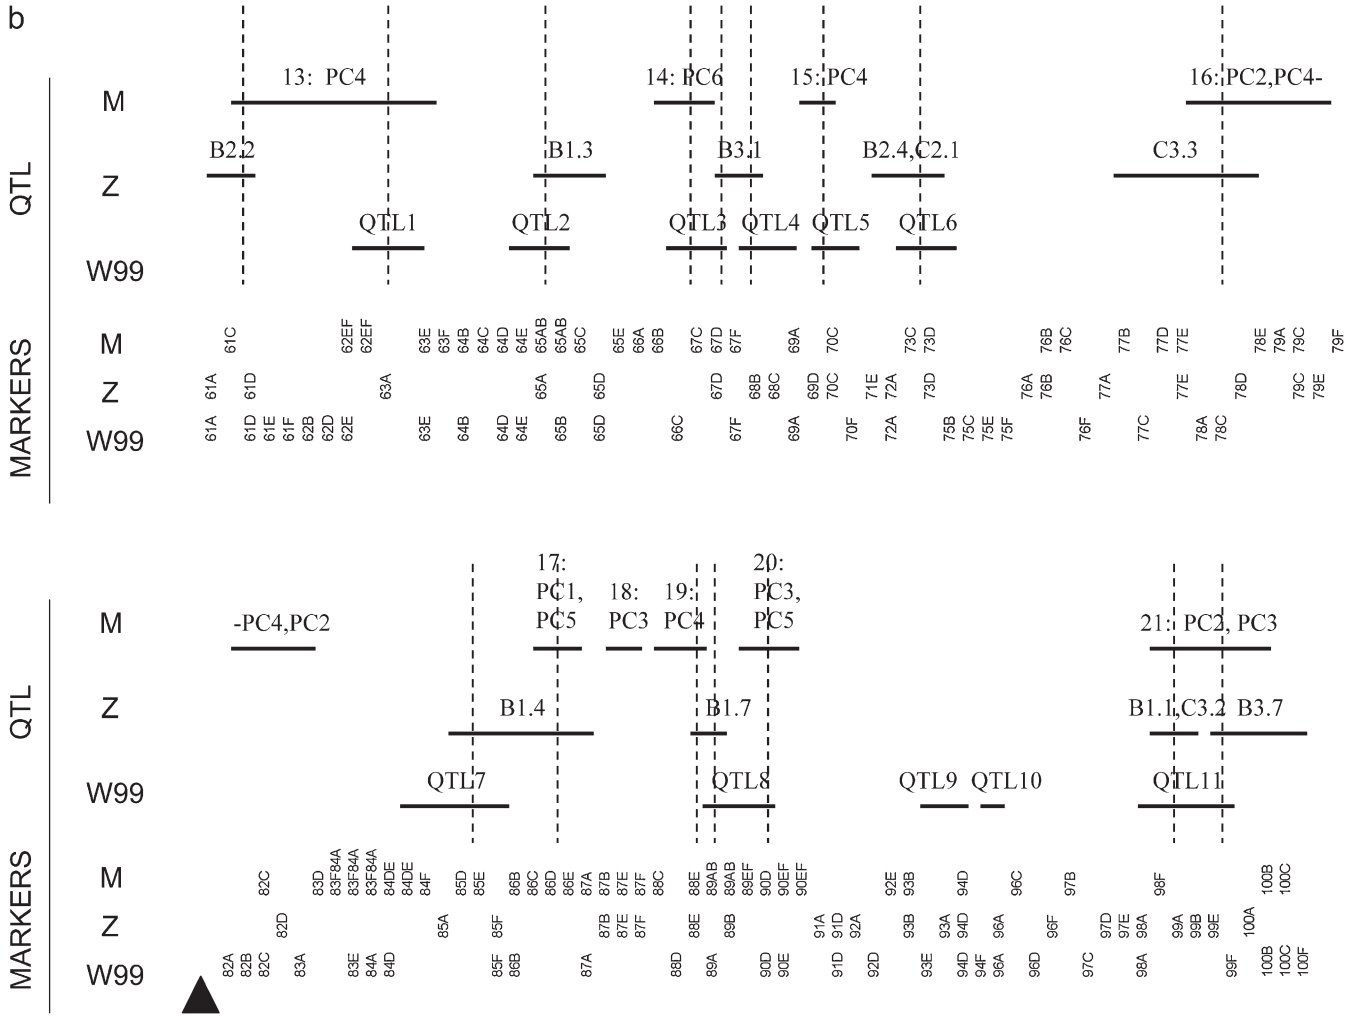 b
13: PC4 14: PC6 15: PC4 16: PC2,PC4-
M
B2.2 B1.3 B3.1 B2.4,C2.1 C3.3
Z
QTL
QTL1 QTL2 QTL3 QTL4 QTL5 QTL6
W99
M 61C 62EF 62EF 63E 63F 64B 64C 64D 64E 65AB 65AB 65C 65E 66A 66B 67C 67D 67F 69A 70C 73C 73D 76B 76C 77B 77D 77E 78E 79A 79C 79F
Z 61A 61D 63A 65A 65D 67D 68B 68C 69D 70C 71E 72A 73D 76A 76B 77A 77E 78D 79C 79E
W99 61A 61D 61E 61F 62B 62D 62E 63E 64B 64D 64E 65B 65D 66C 67F 69A 70F 72A 75B 75C 75E 75F 76F 77C 78A 78C
MARKERS
17: 20:
PC1, 18: 19: PC3,
-PC4,PC2 PC5 PC3 PC4 PC5 21: PC2, PC3
M
B1.4 B1.7 B1.1,C3.2 B3.7
Z
QTL
QTL7 QTL8 QTL9 QTL10 QTL11
W99
M 82C 83D 83F84A 83F84A 83F84A 84DE 84DE 84F 85D 85E 86B 86C 86D 86E 87A 87B 87E 87F 88C 88E 89AB 89AB 89EF 90D 90EF 90EF 92E 93B 94D 96C 97B 98F 100B 100C
Z 82D 85A 85F 87B 87E 87F 88E 89B 91A 91D 92A 93B 93A 94D 96A 96F 97D 97E 98A 99A 99B 99E 100A
W99 82A 82B 82C 83A 83E 84A 84D 85F 86B 87A 88D 89A 90D 90E 91D 92D 93E 94D 94F 96A 96D 97C 98A 99F 100B 100C 100F
MARKERS